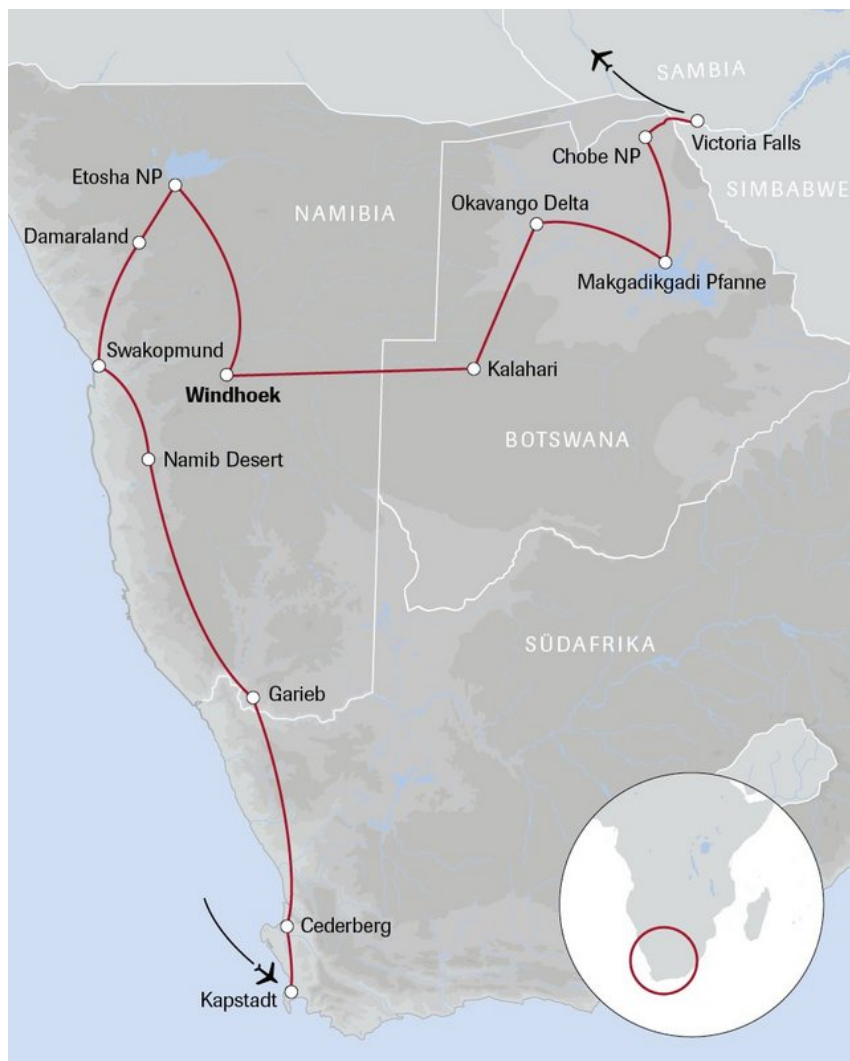 SAMBIA
Victoria Falls
Chobe NP
SIMBABWE
Etosha NP
NAMIBIA
Okavango Delta
Damaraland
Makgadikgadi Pfanne
Swakopmund
Kalahari
Windhoek
BOTSWANA
Namib Desert
SÜDAFRIKA
Garieb
Cederberg
Kapstadt